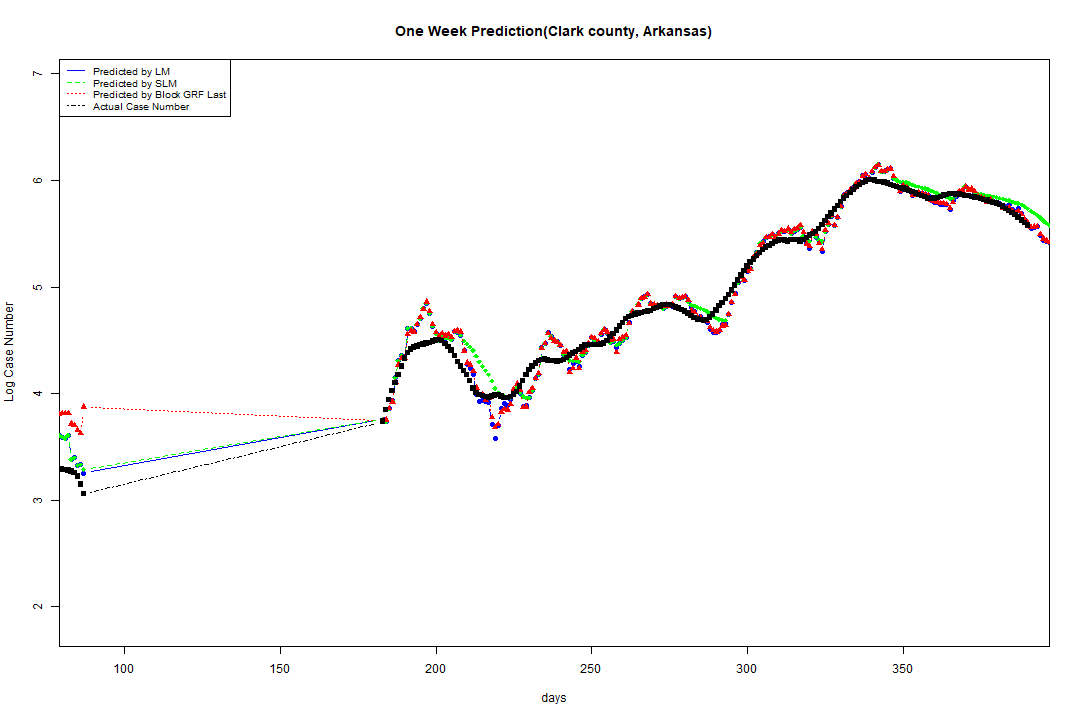 One Week Prediction(Clark county, Arkansas)
Predicted by LM
Predicted by SLM
Predicted by Block GRF Last
Actual Case Number
7
6
5
4
3
2
Log Case Number
100 150 200 250 300 350
days